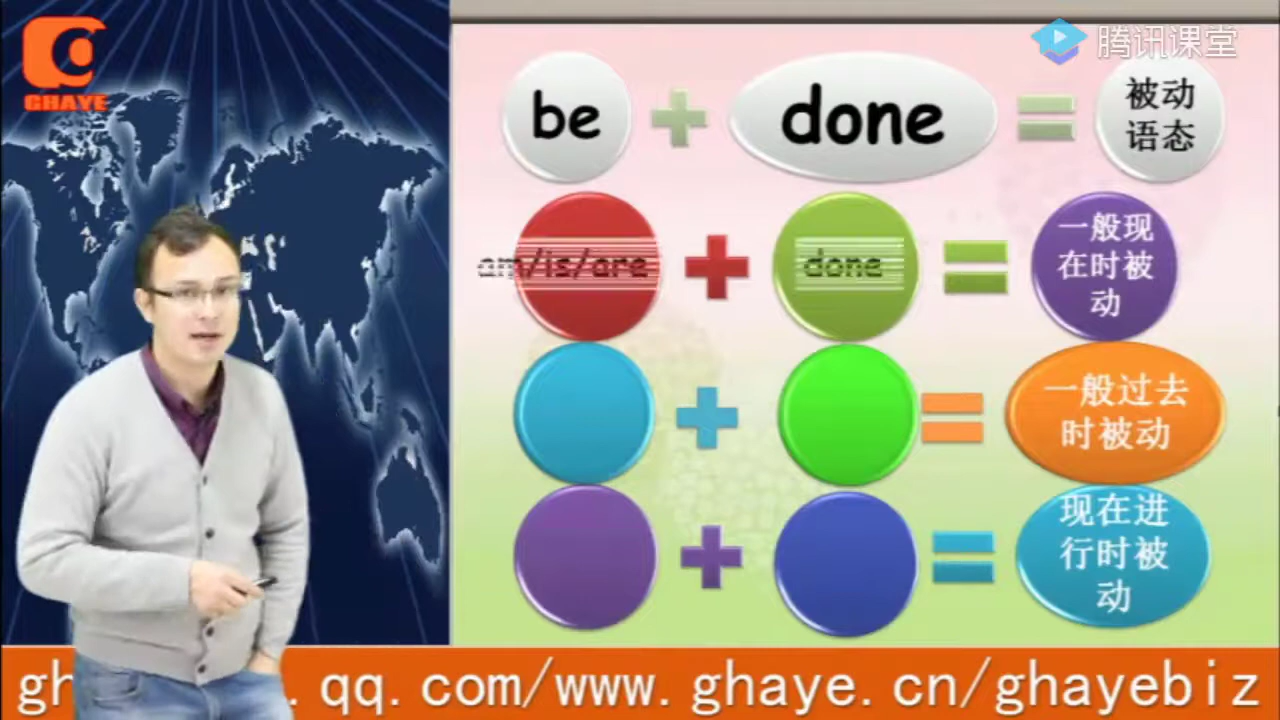 GHAYE
腾讯课堂
be + done = 被动
语态
am/is/are + done = 一般现
在时被
动
+ = 一般过去
时被动
+ = 现在进
行时被
动
gh .qq.com/www.ghaye.cn/ghayebiz